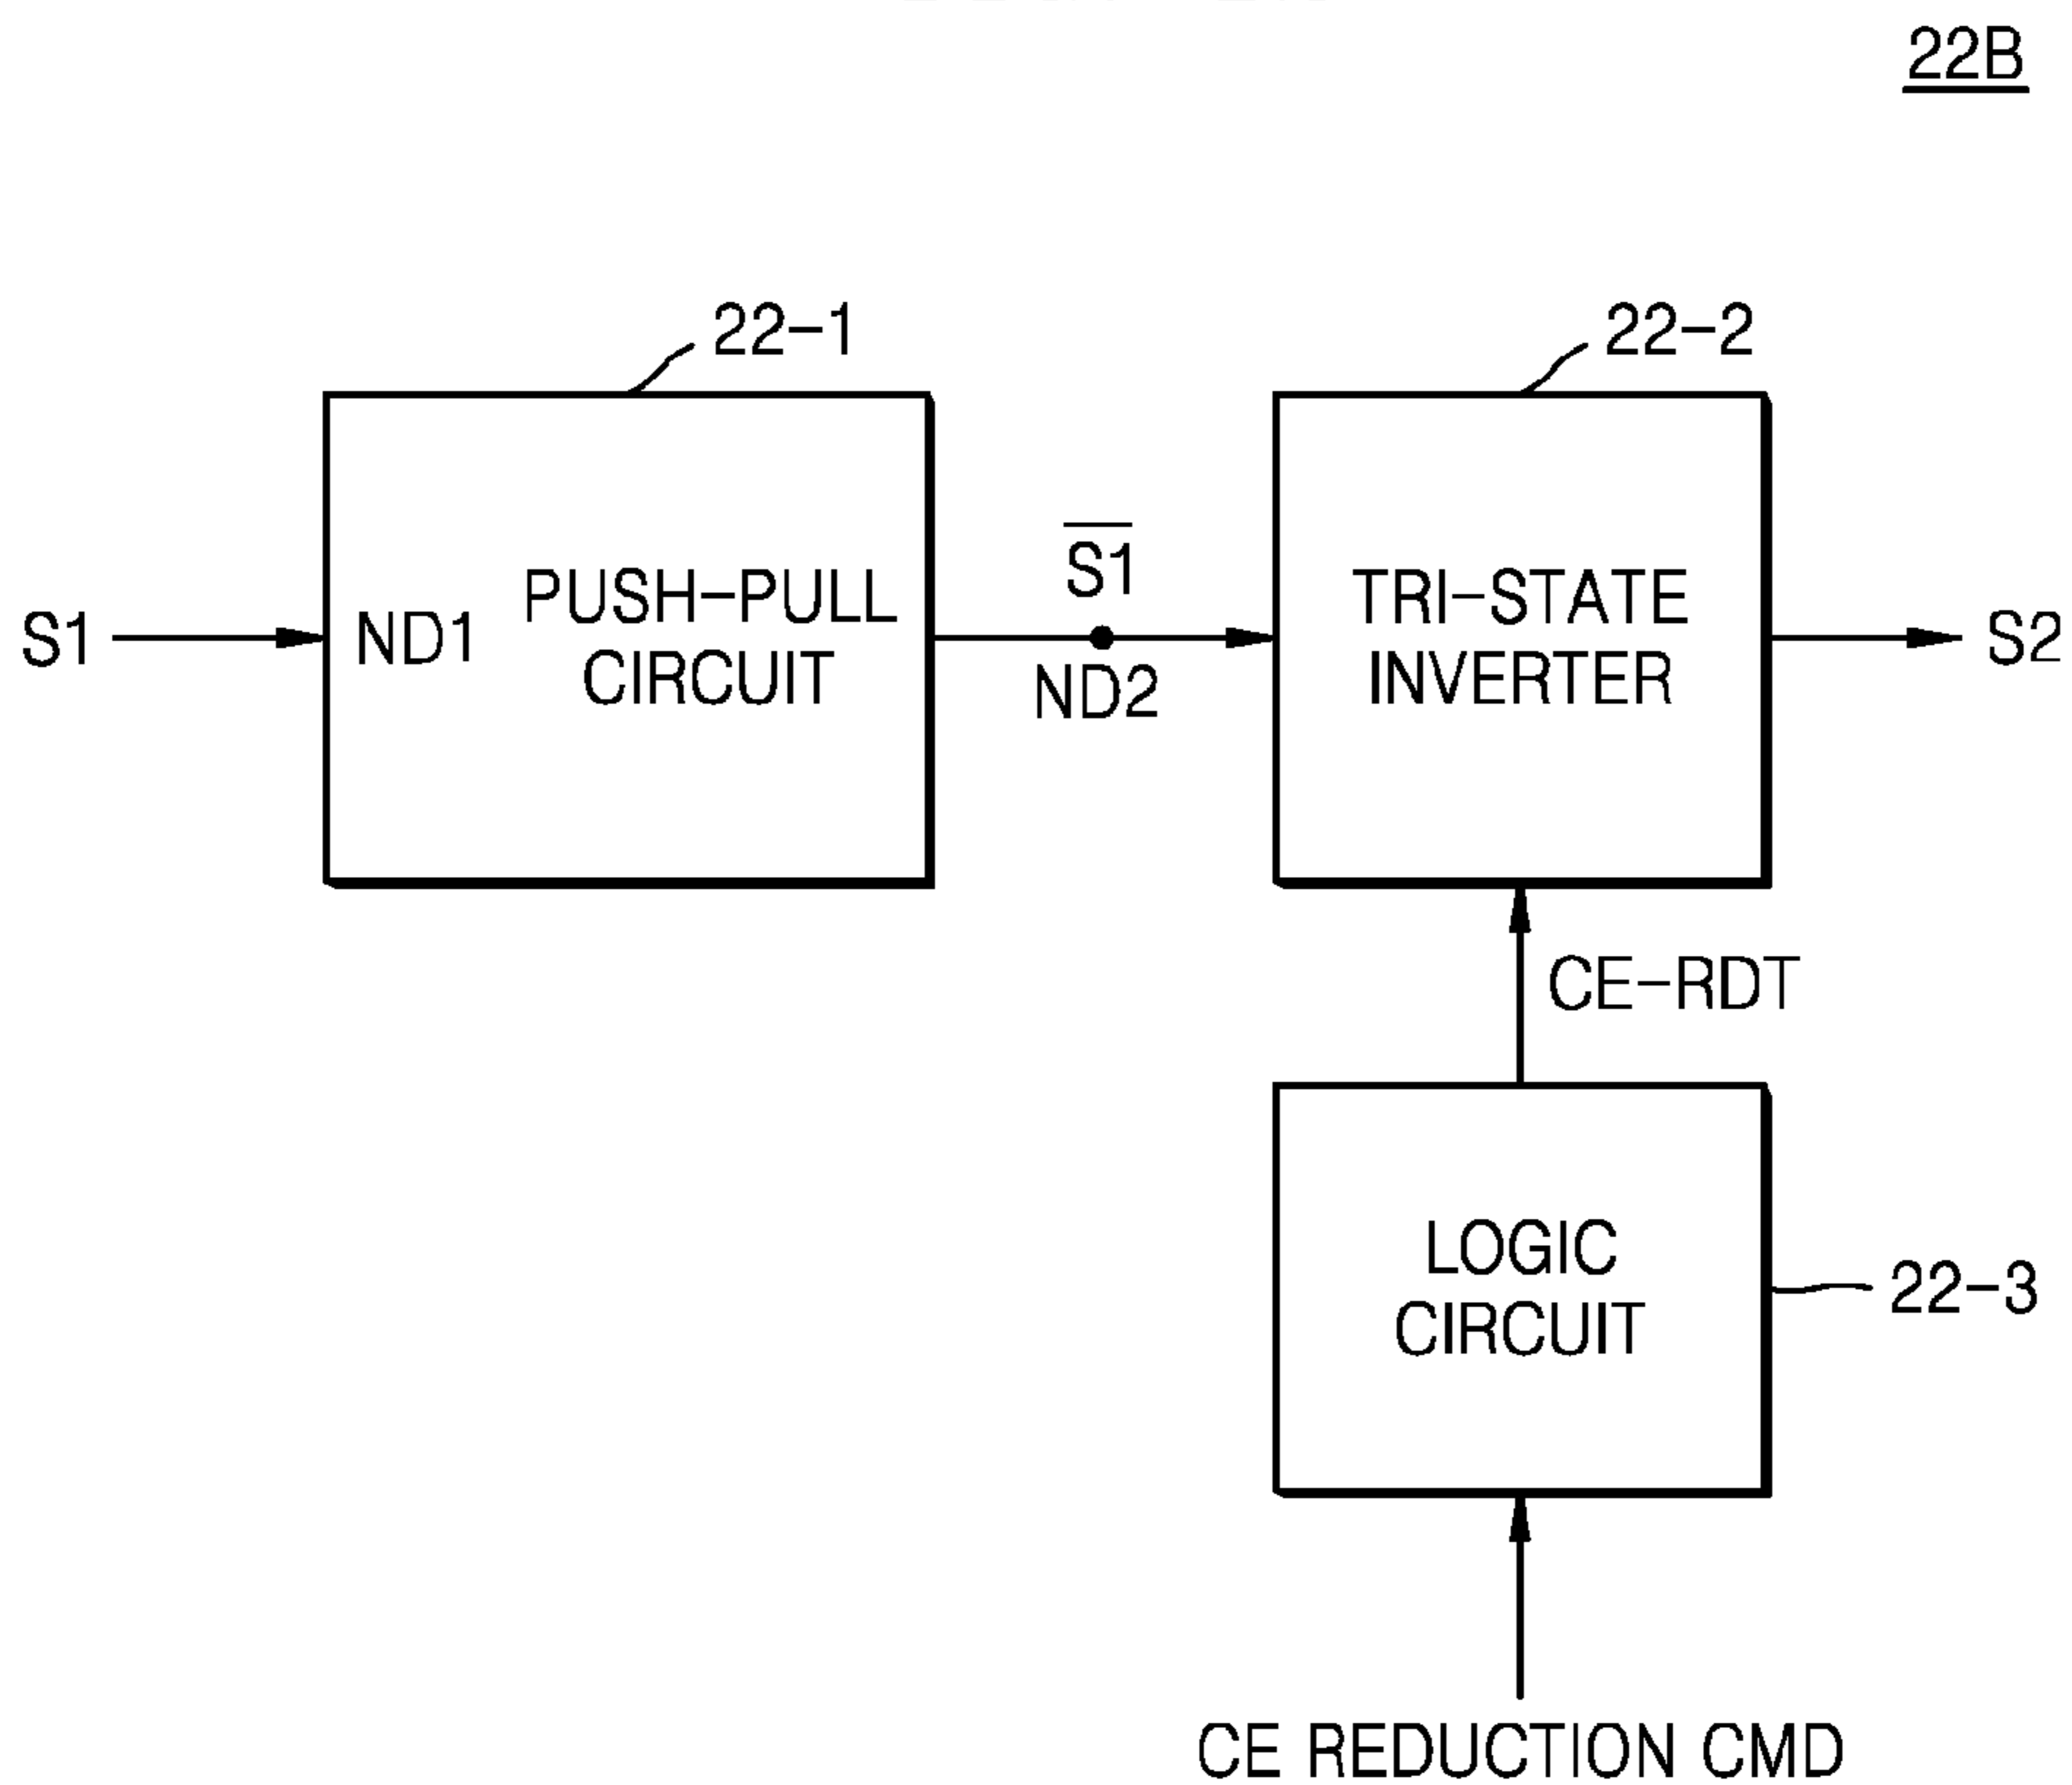 22B
22-1
22-2
S1
ND1
PUSH-PULL
CIRCUIT
S̅1̅
ND2
TRI-STATE
INVERTER
S2
CE-RDT
LOGIC
CIRCUIT
22-3
CE REDUCTION CMD